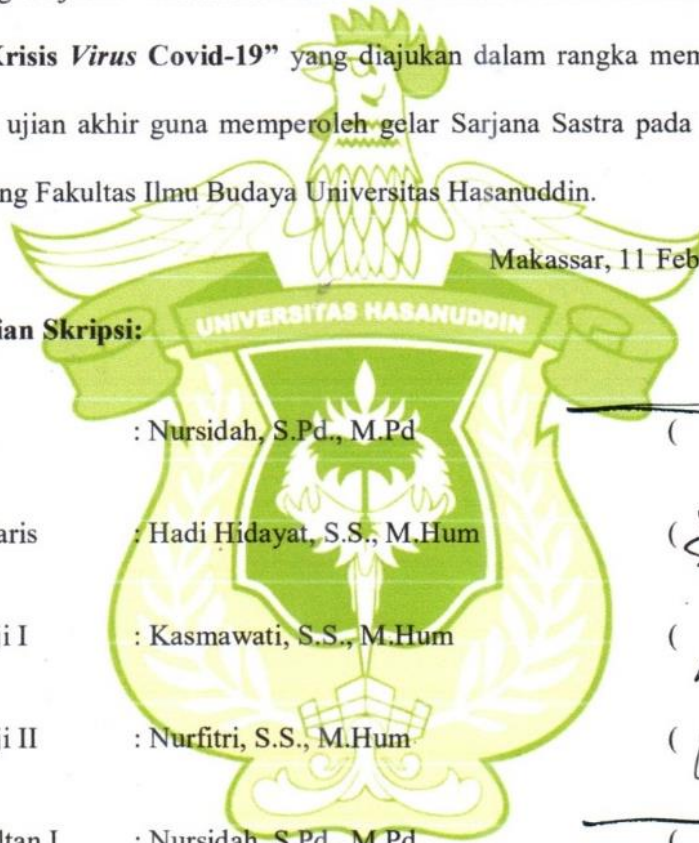 Krisis Virus Covid-19” yang diajukan dalam rangka mem
ujian akhir guna memperoleh gelar Sarjana Sastra pada
ng Fakultas Ilmu Budaya Universitas Hasanuddin.
Makassar, 11 Feb
UNIVERSITAS HASANUDDIN
ian Skripsi:
: Nursidah, S.Pd., M.Pd (
aris : Hadi Hidayat, S.S., M.Hum (
ji I : Kasmawati, S.S., M.Hum (
ji II : Nurfitri, S.S., M.Hum (
ltan I : Nursidah, S.Pd., M.Pd (